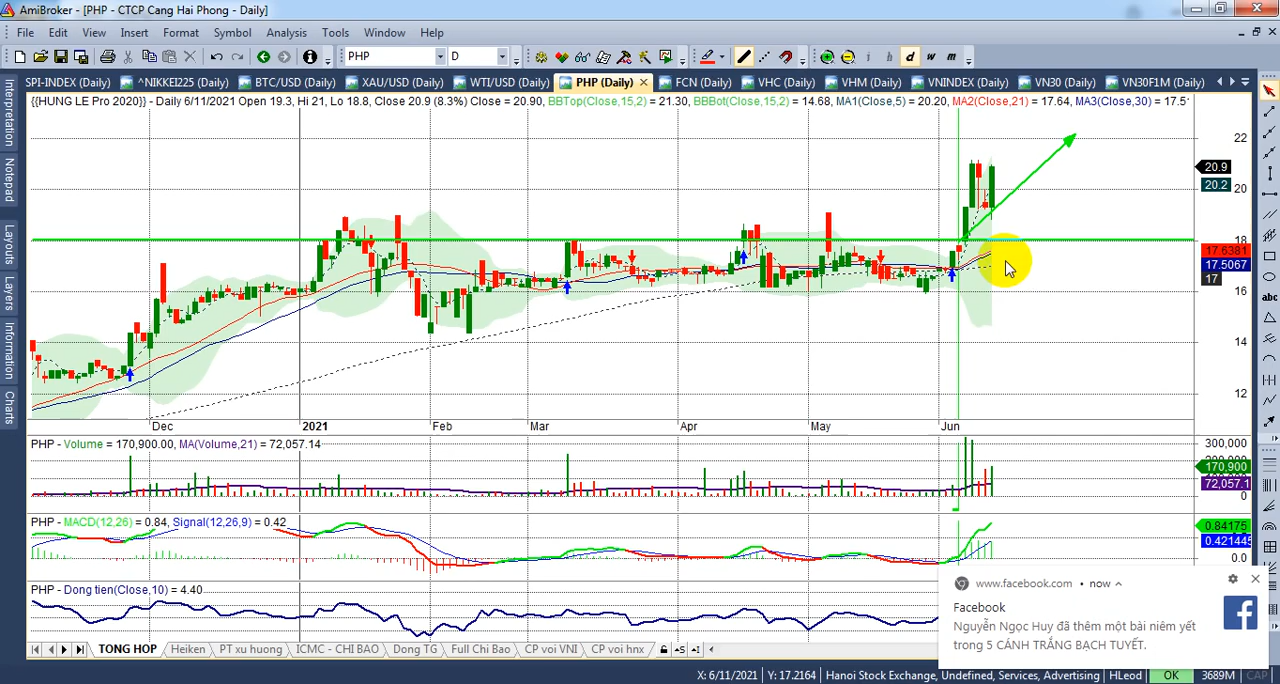 AmiBroker - [PHP - CTCP Cang Hai Phong - Daily]
File Edit View Insert Format Symbol Analysis Tools Window Help
PHP D
SPI-INDEX (Daily) ^NIKKEI225 (Daily) BTC/USD (Daily) XAU/USD (Daily) WTI/USD (Daily) PHP (Daily) FCN (Daily) VHC (Daily) VHM (Daily) VNINDEX (Daily) VN30 (Daily) VN30F1M (Daily)
{{HUNG LE Pro 2020}} - Daily 6/11/2021 Open 19.3, Hi 21, Lo 18.8, Close 20.9 (8.3%) Close = 20.90, BBTop(Close,15,2) = 21.30, BBBot(Close,15,2) = 14.68, MA1(Close,5) = 20.20, MA2(Close,21) = 17.64, MA3(Close,30) = 17.5
Interpretation
Notepad
Layouts
Layers
Information
Charts
22
20.9
20
20.2
18
17.6381
17.5067
17
16
14
12
Dec 2021 Feb Mar Apr May Jun
PHP - Volume = 170,900.00, MA(Volume,21) = 72,057.14
300,000
170,900
72,057.1
0
PHP - MACD(12,26) = 0.84, Signal(12,26,9) = 0.42
0.84175
0.421445
0.0
PHP - Dong tien(Close,10) = 4.40
www.facebook.com • now
Facebook
Nguyễn Ngọc Huy đã thêm một bài niêm yết
trong 5 CÁNH TRẮNG BẠCH TUYẾT.
TONG HOP Heiken PT xu huong ICMC - CHI BAO Dong TG Full Chi Bao CP voi VNI CP voi hnx
X: 6/11/2021 Y: 17.2164 Hanoi Stock Exchange, Undefined, Services, Advertising HLeod OK 3689M CAP